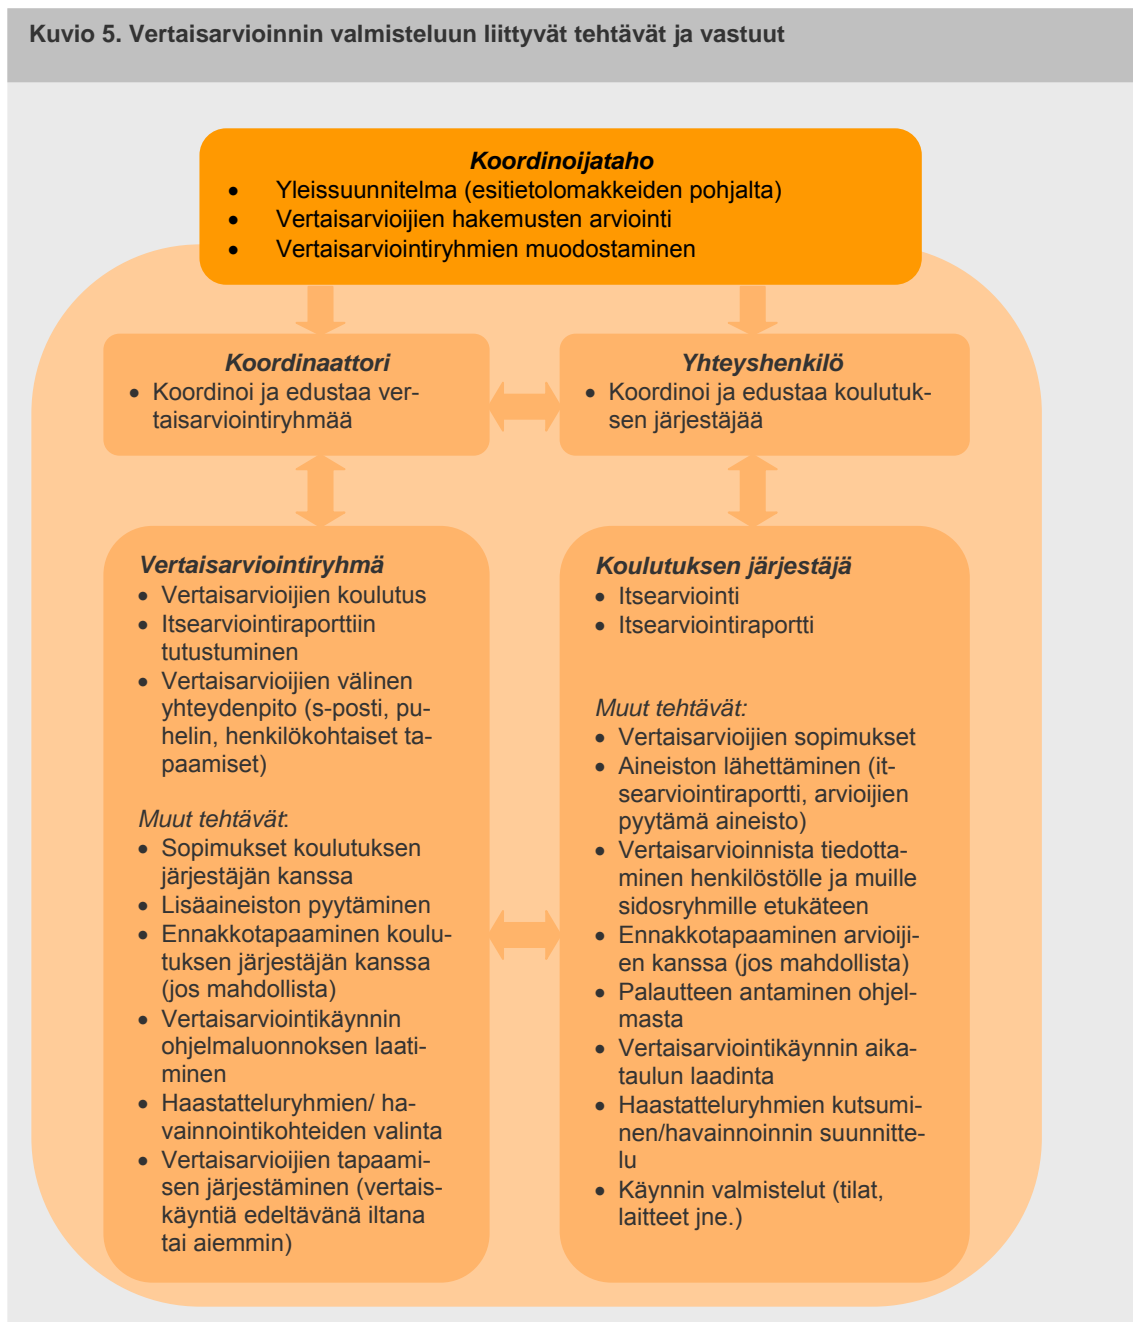 Kuvio 5. Vertaisarvioinnin valmisteluun liittyvät tehtävät ja vastuut
Koordinoijataho
• Yleissuunnitelma (esitietolomakkeiden pohjalta)
• Vertaisarvioijien hakemusten arviointi
• Vertaisarviointiryhmien muodostaminen
Koordinaattori
• Koordinoi ja edustaa ver-
taisarviointiryhmää
Yhteyshenkilö
• Koordinoi ja edustaa koulutuk-
sen järjestäjää
Vertaisarviointiryhmä
• Vertaisarvioijien koulutus
• Itsearviointiraporttiin
tutustuminen
• Vertaisarvioijien välinen
yhteydenpito (s-posti, pu-
helin, henkilökohtaiset ta-
paamiset)
Muut tehtävät:
• Sopimukset koulutuksen
järjestäjän kanssa
• Lisäaineiston pyytäminen
• Ennakkotapaaminen koulu-
tuksen järjestäjän kanssa
(jos mahdollista)
• Vertaisarviointikäynnin
ohjelmaluonnoksen laati-
minen
• Haastatteluryhmien/ ha-
vainnointikohteiden valinta
• Vertaisarvioijien tapaami-
sen järjestäminen (vertais-
käyntiä edeltävänä iltana
tai aiemmin)
Koulutuksen järjestäjä
• Itsearviointi
• Itsearviointiraportti
Muut tehtävät:
• Vertaisarvioijien sopimukset
• Aineiston lähettäminen (it-
searviointiraportti, arvioijien
pyytämä aineisto)
• Vertaisarvioinnista tiedotta-
minen henkilöstölle ja muille
sidosryhmille etukäteen
• Ennakkotapaaminen arvioiji-
en kanssa (jos mahdollista)
• Palautteen antaminen ohjel-
masta
• Vertaisarviointikäynnin aika-
taulun laadinta
• Haastatteluryhmien kutsumi-
nen/havainnoinnin suunnitte-
lu
• Käynnin valmistelut (tilat,
laitteet jne.)